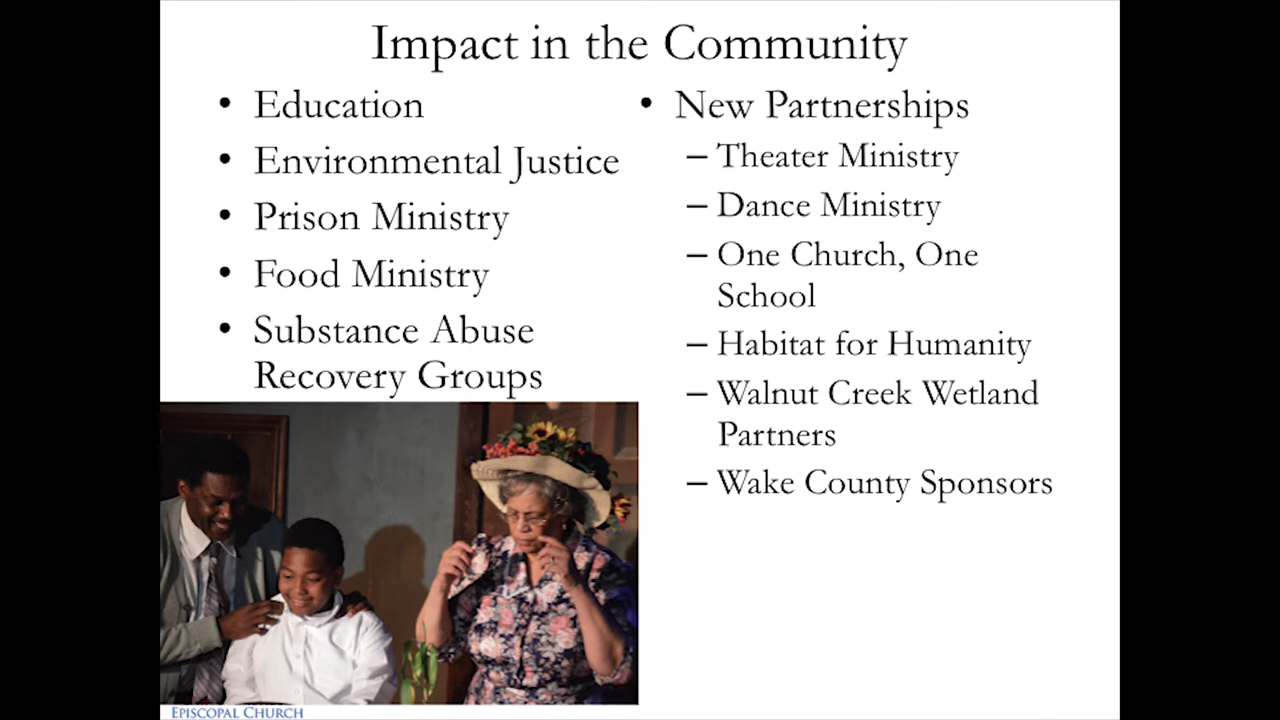 Impact in the Community
• Education
• Environmental Justice
• Prison Ministry
• Food Ministry
• Substance Abuse
Recovery Groups
• New Partnerships
– Theater Ministry
– Dance Ministry
– One Church, One
School
– Habitat for Humanity
– Walnut Creek Wetland
Partners
– Wake County Sponsors
EPISCOPAL CHURCH